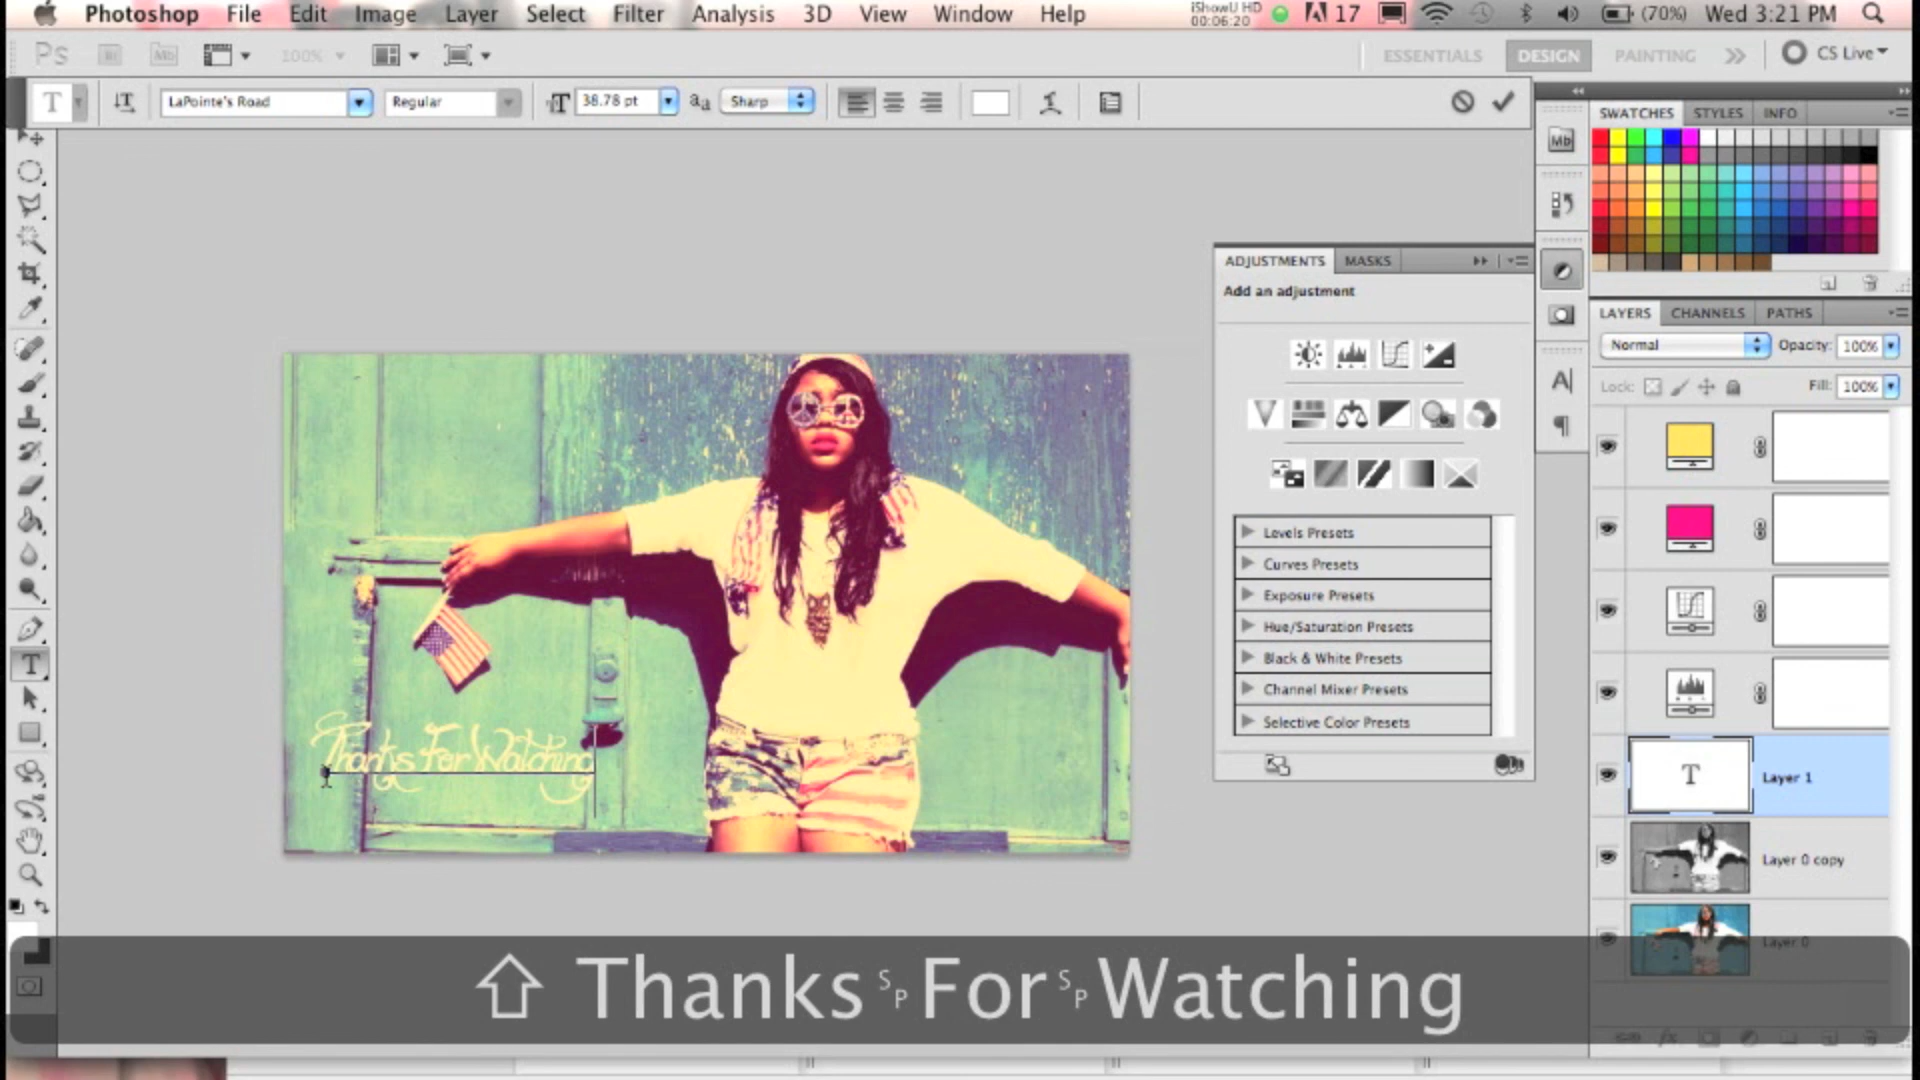 Photoshop File Edit Image Layer Select Filter Analysis 3D View Window Help iShowU HD 00:06:20 17 (70%) Wed 3:21 PM
Ps Br Mb 100% ESSENTIALS DESIGN PAINTING CS Live
T LaPointe's Road Regular 38.78 pt aa Sharp
SWATCHES STYLES INFO
Mb
ADJUSTMENTS MASKS
Add an adjustment
Levels Presets
Curves Presets
Exposure Presets
Hue/Saturation Presets
Black & White Presets
Channel Mixer Presets
Selective Color Presets
LAYERS CHANNELS PATHS
Normal Opacity: 100%
Lock: Fill: 100%
T Layer 1
Layer 0 copy
Layer 0
Thanks For Watching
Thanks SP For SP Watching